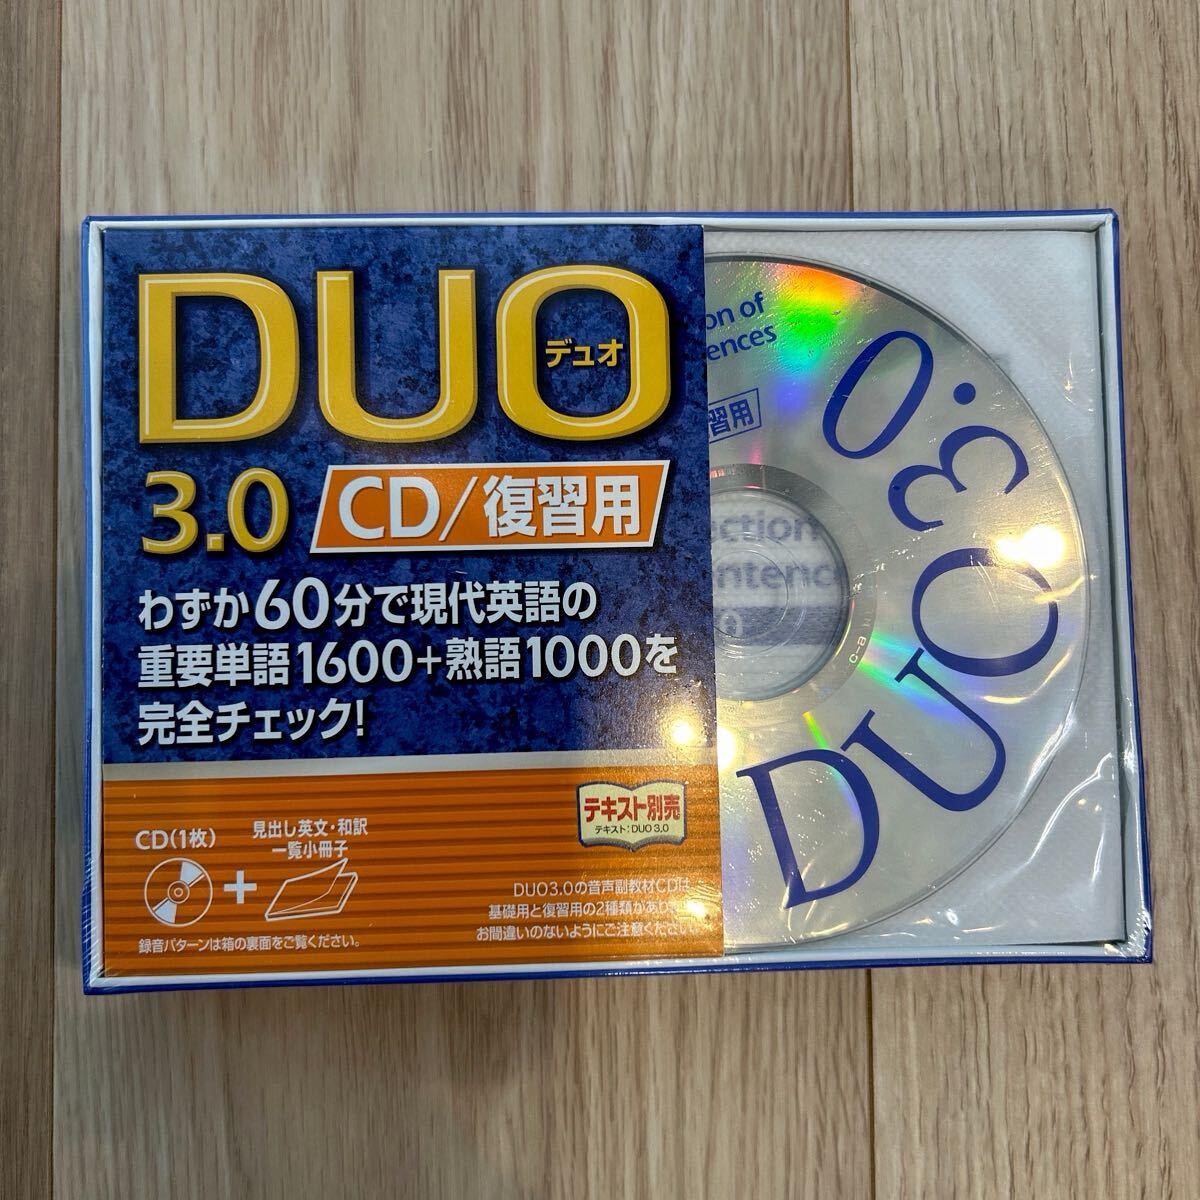 DUO
デュオ
3.0
CD/復習用
わずか60分で現代英語の
重要単語1600+熟語1000を
完全チェック!
テキスト別売
テキスト:DUO 3.0
CD(1枚)
見出し英文・和訳
一覧小冊子
+
録音パターンは箱の裏面をご覧ください。
DUO3.0の音声副教材CDは
基礎用と復習用の2種類があり
お間違いのないようにご注意ください。
on of
ences
習用
DUO 3.0
ction
ntenc